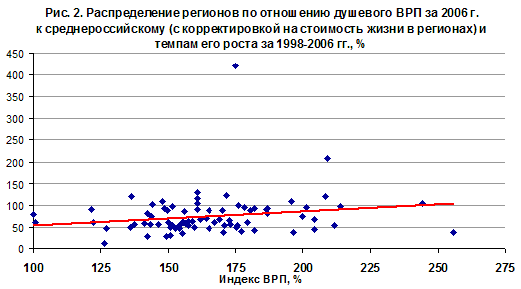 Рис. 2. Распределение регионов по отношению душевого ВРП за 2006 г.
к среднероссийскому (с корректировкой на стоимость жизни в регионах) и
темпам его роста за 1998-2006 гг., %
450
400
350
300
250
200
150
100
50
0
100 125 150 175 200 225 250 275
Индекс ВРП, %